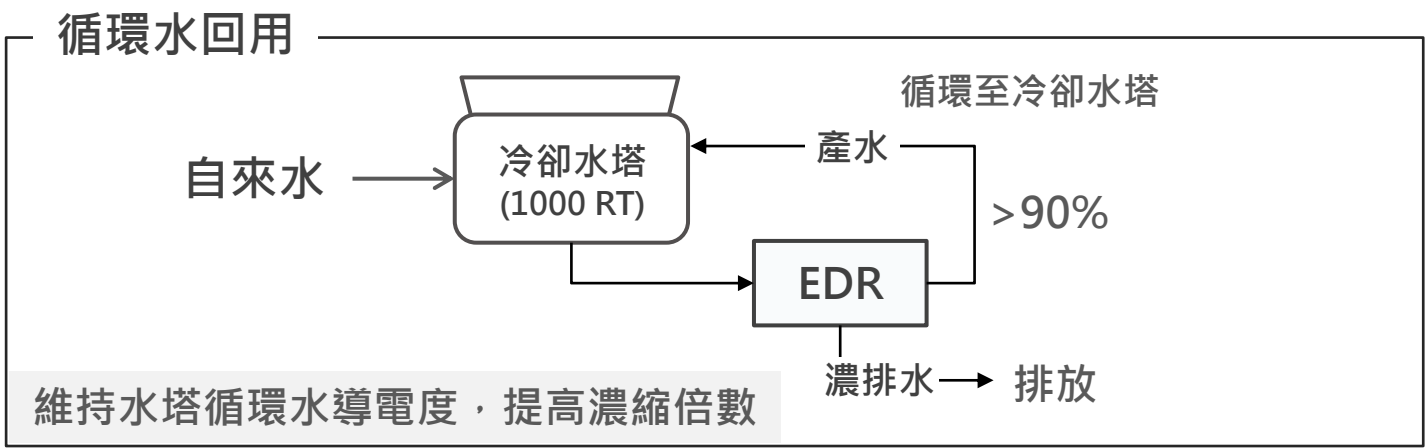 循環水回用
循環至冷卻水塔
產水
自來水
冷卻水塔
(1000 RT)
>90%
EDR
濃排水
排放
維持水塔循環水導電度，提高濃縮倍數